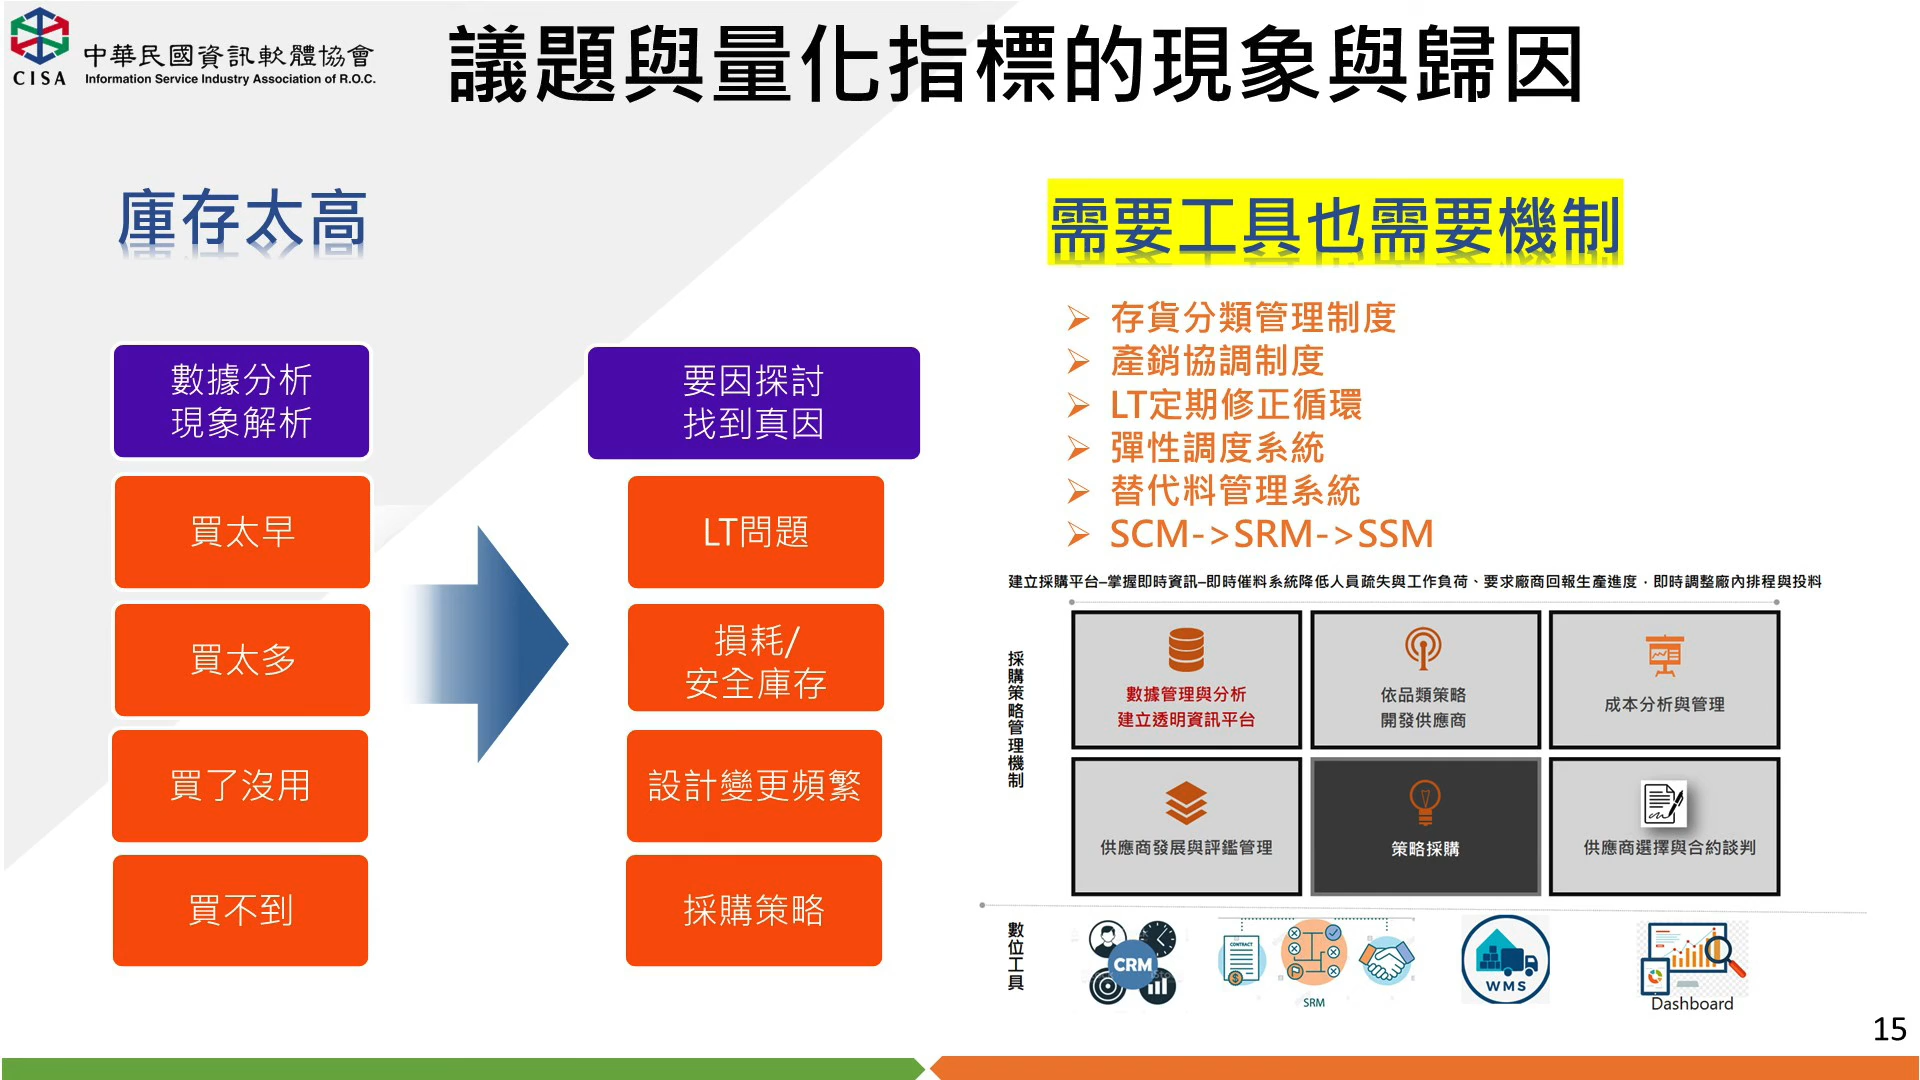 中華民國資訊軟體協會
CISA
Information Service Industry Association of R.O.C.
議題與量化指標的現象與歸因
庫存太高
數據分析
現象解析
買太早
買太多
買了沒用
買不到
要因探討
找到真因
LT問題
損耗/
安全庫存
設計變更頻繁
採購策略
需要工具也需要機制
存貨分類管理制度
產銷協調制度
LT定期修正循環
彈性調度系統
替代料管理系統
SCM->SRM->SSM
建立採購平台–掌握即時資訊–即時催料系統降低人員疏失與工作負荷、要求廠商回報生產進度，即時調整廠內排程與投料
採購策略管理機制
數據管理與分析
建立透明資訊平台
依品類策略
開發供應商
成本分析與管理
供應商發展與評鑑管理
策略採購
供應商選擇與合約談判
數位工具
CRM
CONTRACT
SRM
WMS
Dashboard
15